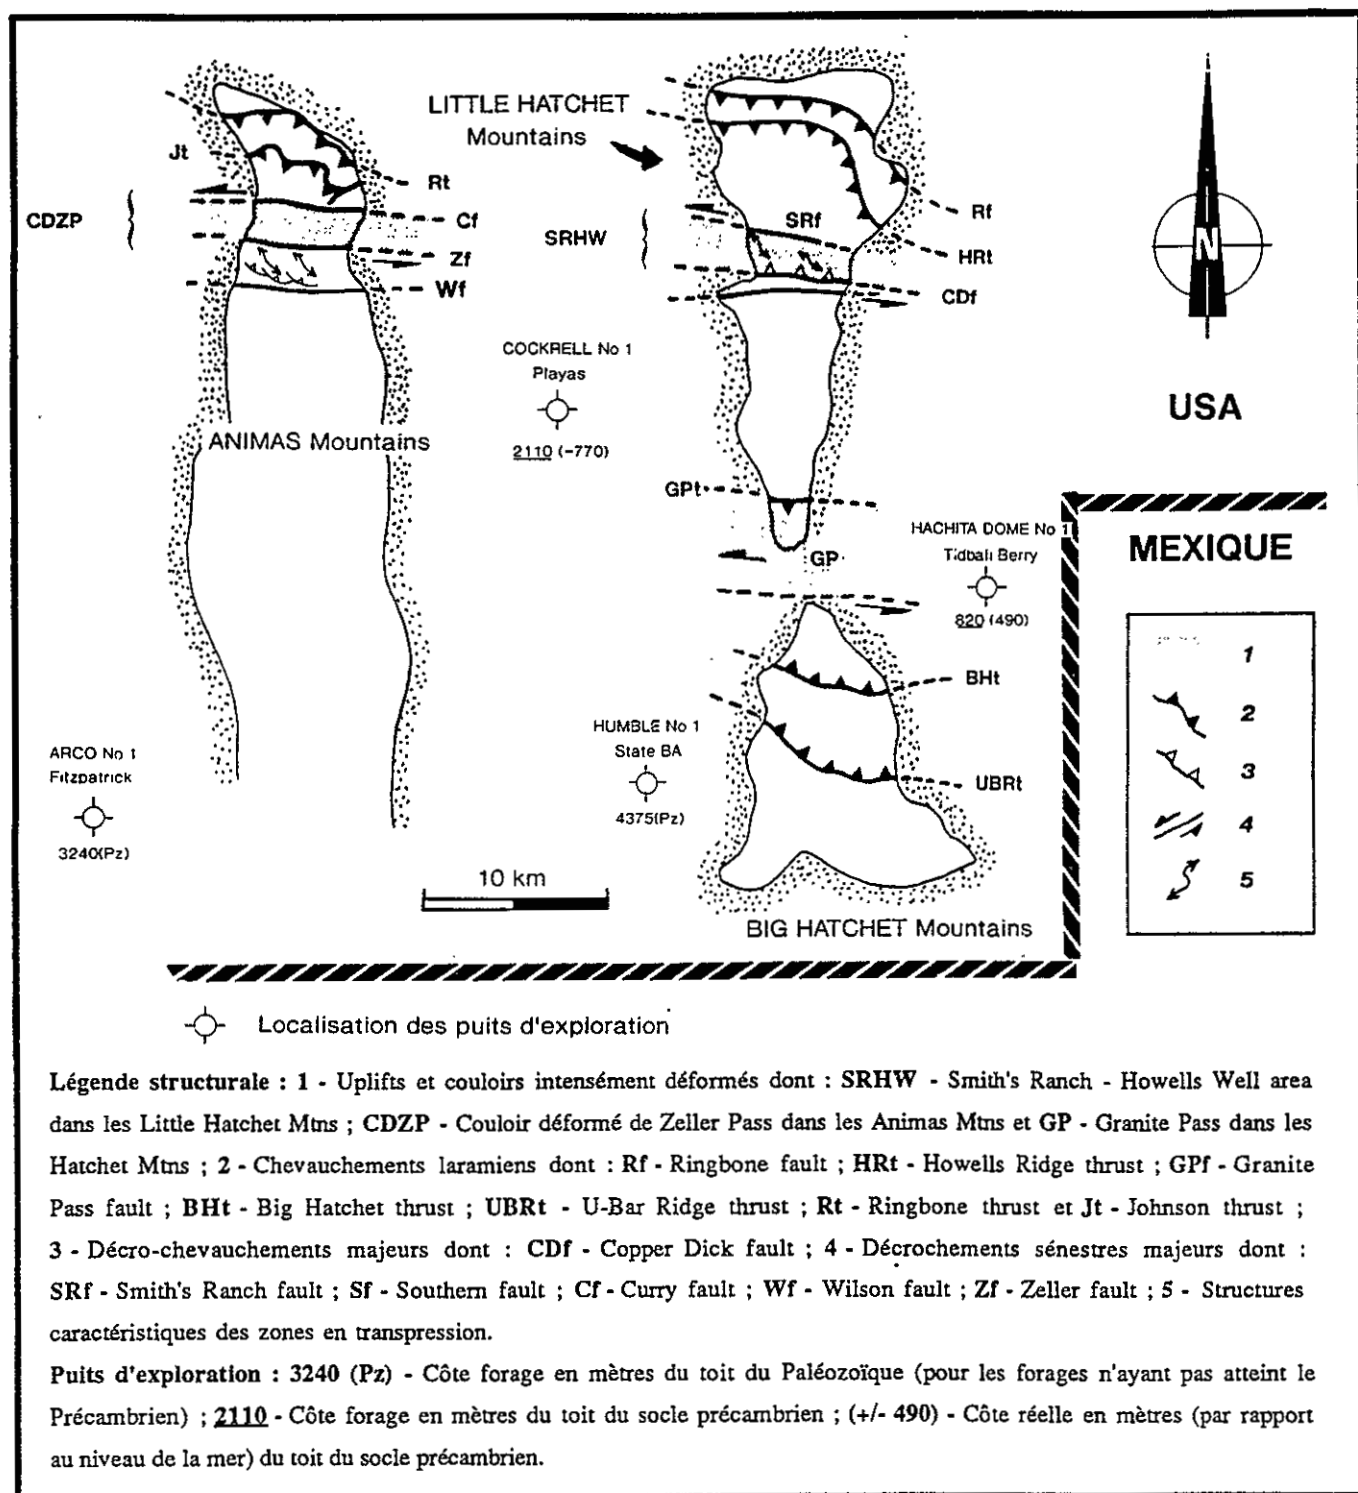 LITTLE HATCHET
Mountains
Jt
Rt
CDZP
Cf
Zf
Wf
SRHW
SRf
Rf
HRt
CDf
N
USA
COCKRELL No 1
Playas
2110 (-770)
ANIMAS Mountains
GPt
GP
HACHITA DOME No 1
Tidball Berry
820 (490)
MEXIQUE
1
2
3
4
5
BHt
UBRt
HUMBLE No 1
State BA
4375(Pz)
ARCO No 1
Fitzpatrick
3240(Pz)
10 km
BIG HATCHET Mountains
Localisation des puits d'exploration
Légende structurale : 1 - Uplifts et couloirs intensément déformés dont : SRHW - Smith's Ranch - Howells Well area
dans les Little Hatchet Mtns ; CDZP - Couloir déformé de Zeller Pass dans les Animas Mtns et GP - Granite Pass dans les
Hatchet Mtns ; 2 - Chevauchements laramiens dont : Rf - Ringbone fault ; HRt - Howells Ridge thrust ; GPf - Granite
Pass fault ; BHt - Big Hatchet thrust ; UBRt - U-Bar Ridge thrust ; Rt - Ringbone thrust et Jt - Johnson thrust ;
3 - Décro-chevauchements majeurs dont : CDf - Copper Dick fault ; 4 - Décrochements sénestres majeurs dont :
SRf - Smith's Ranch fault ; Sf - Southern fault ; Cf - Curry fault ; Wf - Wilson fault ; Zf - Zeller fault ; 5 - Structures
caractéristiques des zones en transpression.
Puits d'exploration : 3240 (Pz) - Côte forage en mètres du toit du Paléozoïque (pour les forages n'ayant pas atteint le
Précambrien) ; 2110 - Côte forage en mètres du toit du socle précambrien ; (+/- 490) - Côte réelle en mètres (par rapport
au niveau de la mer) du toit du socle précambrien.